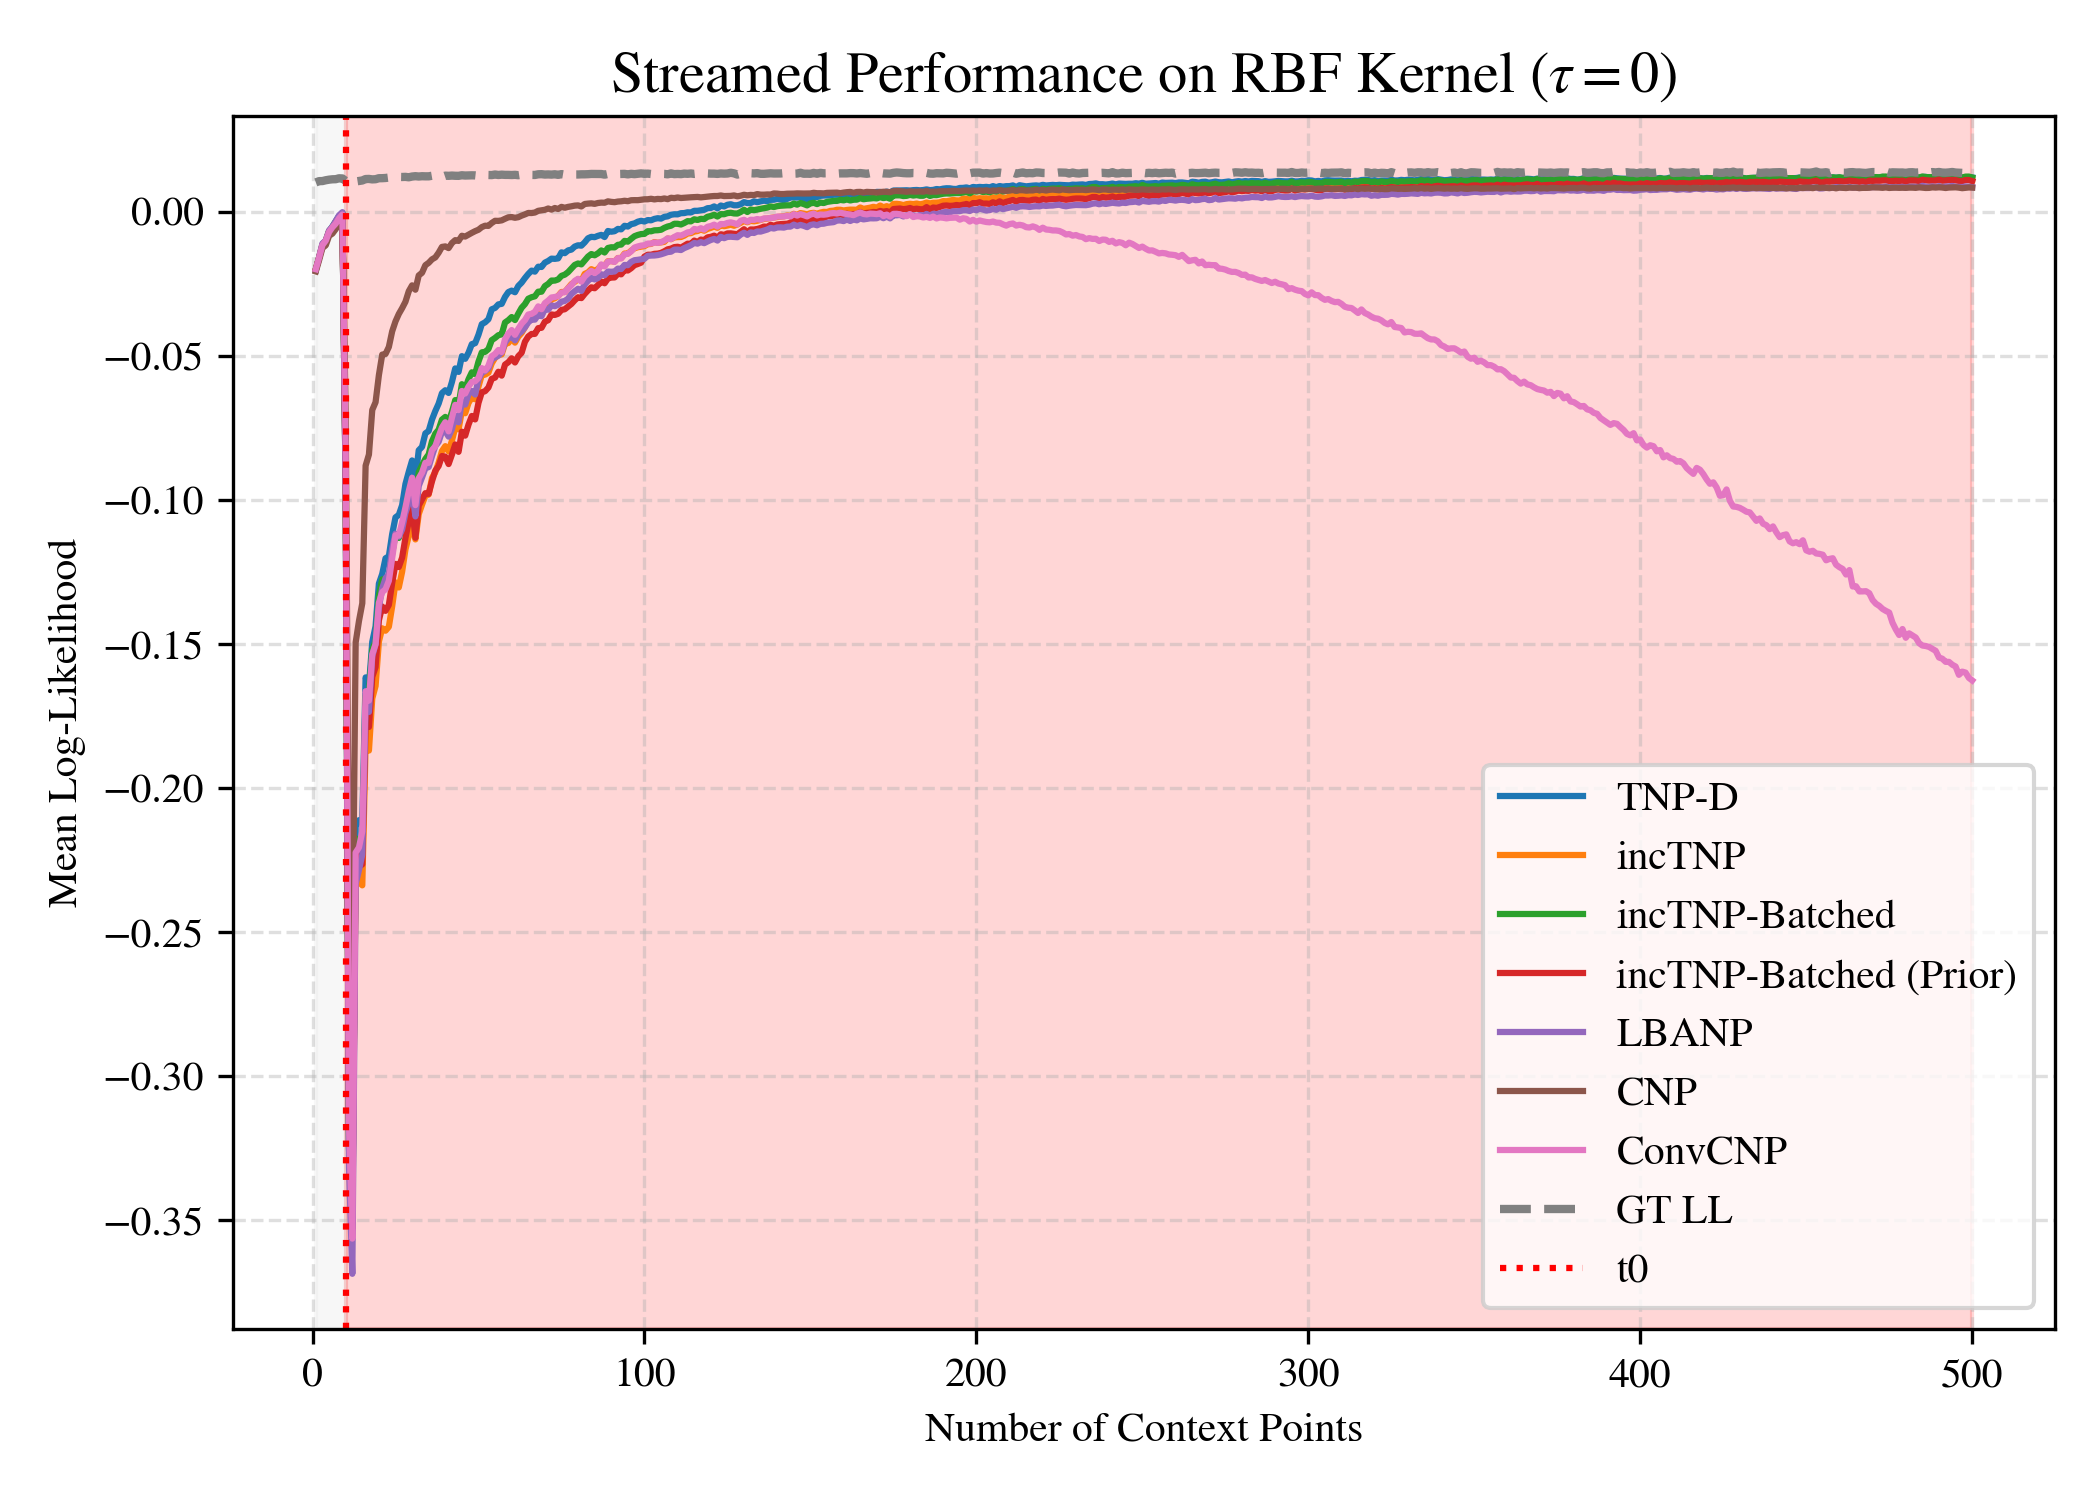 Streamed Performance on RBF Kernel (τ = 0)
Mean Log-Likelihood
0.00
−0.05
−0.10
−0.15
−0.20
−0.25
−0.30
−0.35
TNP-D
incTNP
incTNP-Batched
incTNP-Batched (Prior)
LBANP
CNP
ConvCNP
GT LL
t0
0 100 200 300 400 500
Number of Context Points